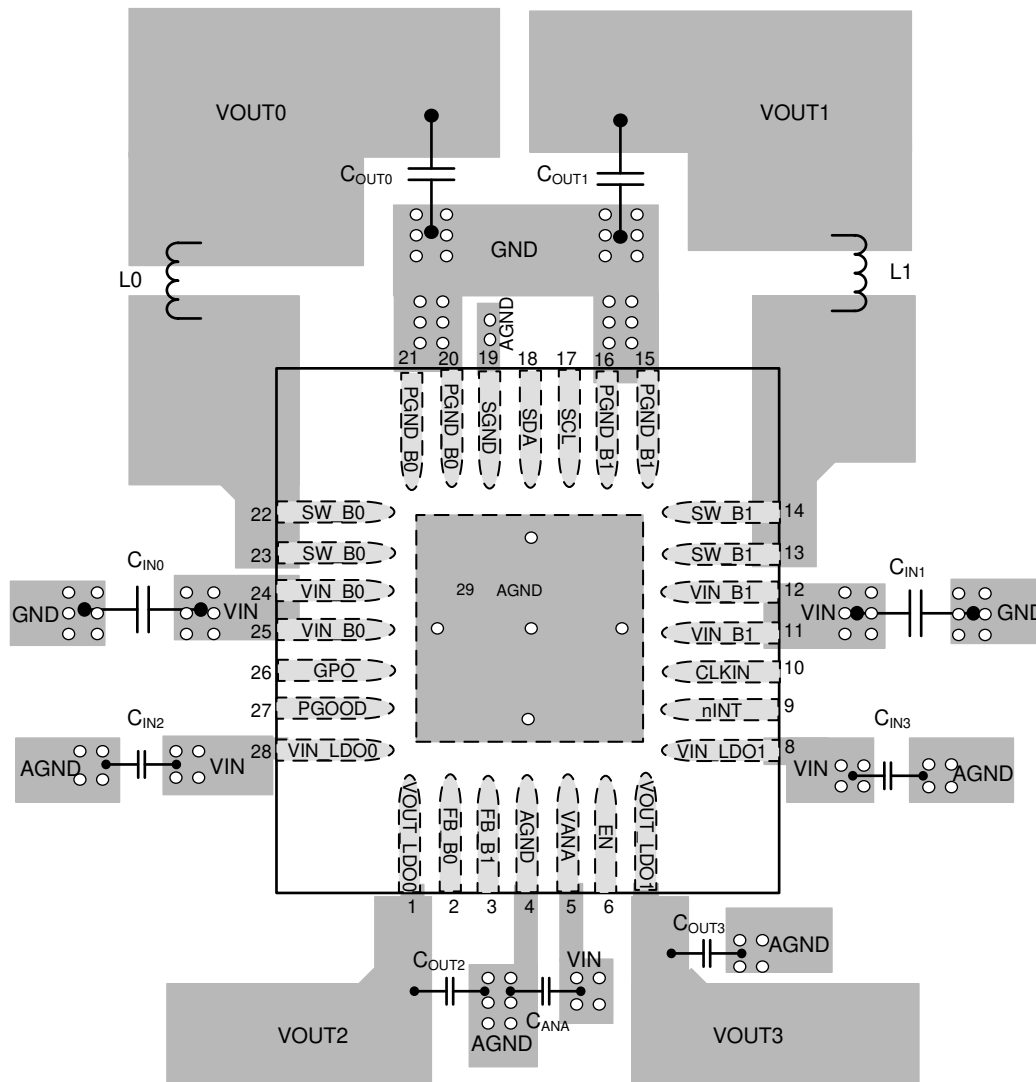 VOUT0
VOUT1
COUT0
COUT1
GND
L0
L1
AGND
21
20
19
18
17
16
15
PGND_B0
PGND_B0
SGND
SDA
SCL
PGND_B1
PGND_B1
22
SW_B0
SW_B1
14
23
SW_B0
SW_B1
13
CIN0
CIN1
24
VIN_B0
29
AGND
VIN_B1
12
GND
VIN
VIN
GND
25
VIN_B0
VIN_B1
11
26
GPO
CLKIN
10
27
PGOOD
nINT
9
CIN2
CIN3
28
VIN_LDO0
VIN_LDO1
8
AGND
VIN
VIN
AGND
VOUT_LDO0
FB_B0
FB_B1
AGND
VANA
EN
VOUT_LDO1
1
2
3
4
5
6
COUT3
AGND
COUT2
VIN
CANA
AGND
VOUT2
VOUT3